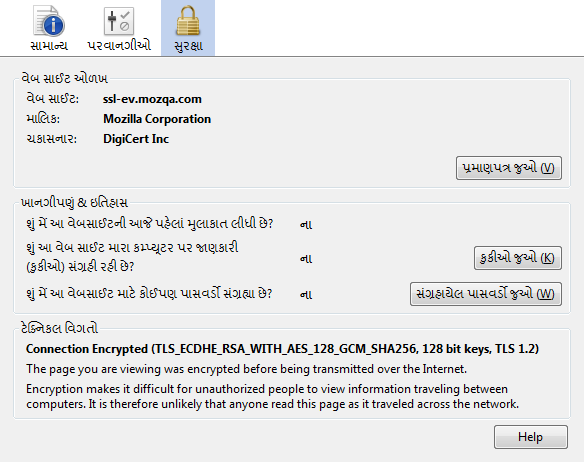 સામાન્ય પરવાનગીઓ સુરક્ષા
વેબ સાઈટ ઓળખ
વેબ સાઈટ: ssl-ev.mozqa.com
માલિક: Mozilla Corporation
ચકાસનાર: DigiCert Inc
પ્રમાણપત્ર જુઓ (V)
ખાનગીપણું & ઇતિહાસ
શું મેં આ વેબસાઈટની આજે પહેલાં મુલાકાત લીધી છે? ના
શું આ વેબ સાઈટ મારા કમ્પ્યૂટર પર જાણકારી
(કુકીઓ) સંગ્રહી રહી છે? ના કુકીઓ જુઓ (K)
શું મેં આ વેબસાઈટ માટે કોઈપણ પાસવર્ડો સંગ્રહ્યા છે? ના સંગ્રહાયેલ પાસવર્ડો જુઓ (W)
ટેક્નિકલ વિગતો
Connection Encrypted (TLS_ECDHE_RSA_WITH_AES_128_GCM_SHA256, 128 bit keys, TLS 1.2)
The page you are viewing was encrypted before being transmitted over the Internet.
Encryption makes it difficult for unauthorized people to view information traveling between
computers. It is therefore unlikely that anyone read this page as it traveled across the network.
Help